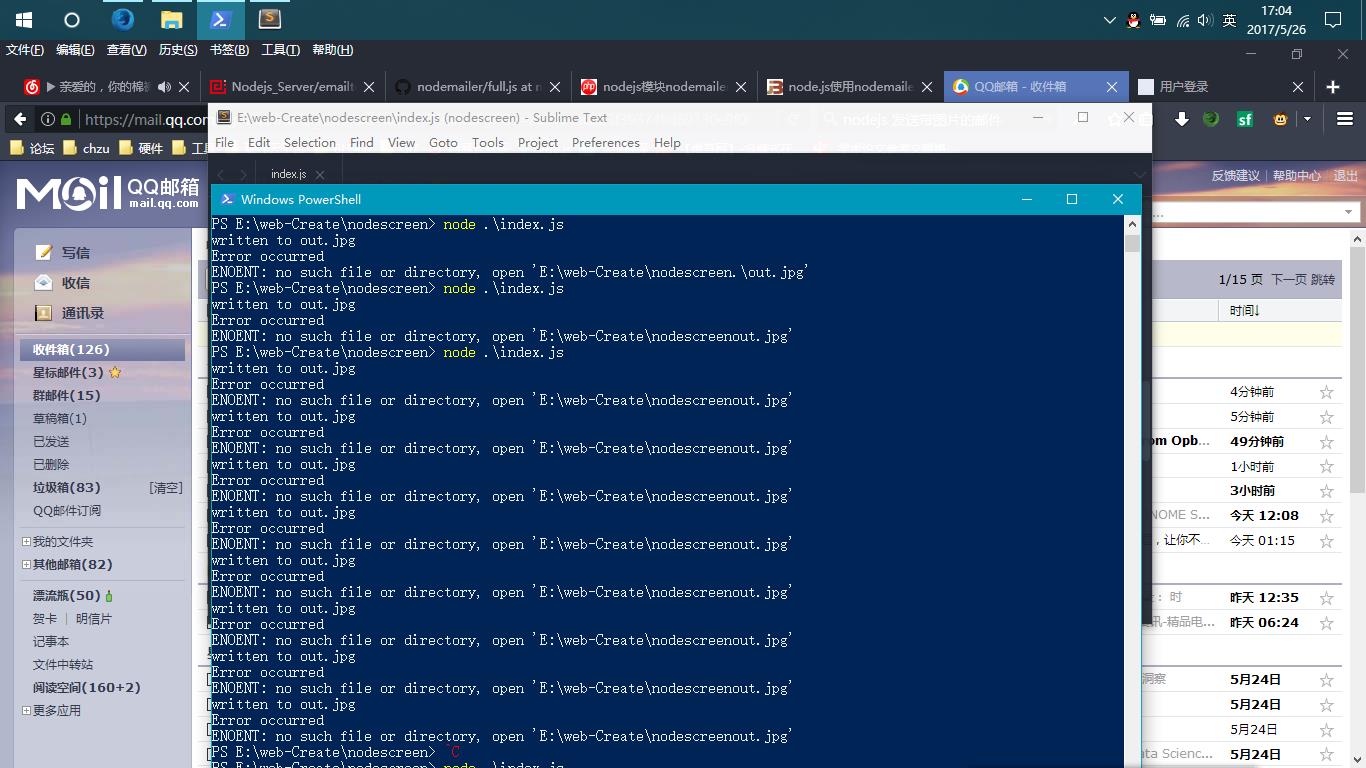 英
17:04
2017/5/26
文件(F) 编辑(E) 查看(V) 历史(S) 书签(B) 工具(T) 帮助(H)
亲爱的，你的棉
Nodejs_Server/emailt
nodemailer/full.js at n
nodejs模块nodemaile
node.js使用nodemaile
QQ邮箱 - 收件箱
用户登录
https://mail.qq.com
论坛 chzu 硬件
E:\web-Create\nodescreen\index.js (nodescreen) - Sublime Text
File Edit Selection Find View Goto Tools Project Preferences Help
index.js
Mail QQ邮箱
mail.qq.com
反馈建议 | 帮助中心 | 退出
Windows PowerShell
PS E:\web-Create\nodescreen> node .\index.js
written to out.jpg
Error occurred
ENOENT: no such file or directory, open 'E:\web-Create\nodescreen.\out.jpg'
PS E:\web-Create\nodescreen> node .\index.js
written to out.jpg
Error occurred
ENOENT: no such file or directory, open 'E:\web-Create\nodescreenout.jpg'
PS E:\web-Create\nodescreen> node .\index.js
written to out.jpg
Error occurred
ENOENT: no such file or directory, open 'E:\web-Create\nodescreenout.jpg'
written to out.jpg
Error occurred
ENOENT: no such file or directory, open 'E:\web-Create\nodescreenout.jpg'
written to out.jpg
Error occurred
ENOENT: no such file or directory, open 'E:\web-Create\nodescreenout.jpg'
written to out.jpg
Error occurred
ENOENT: no such file or directory, open 'E:\web-Create\nodescreenout.jpg'
written to out.jpg
Error occurred
ENOENT: no such file or directory, open 'E:\web-Create\nodescreenout.jpg'
written to out.jpg
Error occurred
ENOENT: no such file or directory, open 'E:\web-Create\nodescreenout.jpg'
written to out.jpg
Error occurred
ENOENT: no such file or directory, open 'E:\web-Create\nodescreenout.jpg'
written to out.jpg
Error occurred
ENOENT: no such file or directory, open 'E:\web-Create\nodescreenout.jpg'
PS E:\web-Create\nodescreen> ^C
PS E:\web-Create\nodescreen> node .\index.js
写信
收信
通讯录
收件箱(126)
星标邮件(3)
群邮件(15)
草稿箱(1)
已发送
已删除
垃圾箱(83) [清空]
QQ邮件订阅
我的文件夹
其他邮箱(82)
漂流瓶(50)
贺卡 | 明信片
记事本
文件中转站
阅读空间(160+2)
更多应用
1/15 页 下一页 跳转
时间↓
4分钟前
5分钟前
rom Opb... 49分钟前
1小时前
3小时前
NOME S... 今天 12:08
，让你不... 今天 01:15
：时 昨天 12:35
讯-精品电... 昨天 06:24
洞察 5月24日
5月24日
5月24日
ata Scienc... 5月24日